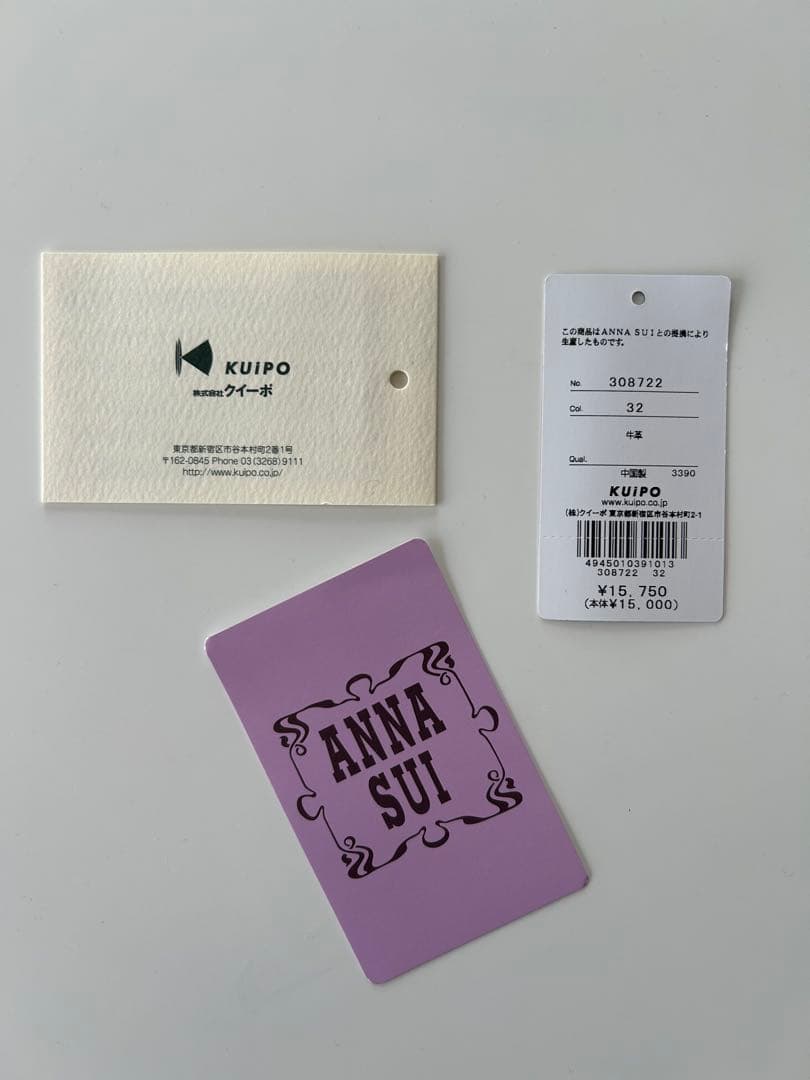 KUiPO
株式会社クイーポ
東京都新宿区市谷本村町2番1号
〒162-0845 Phone 03(3268)9111
http://www.kuipo.co.jp/
この商品はANNA SUIとの提携により
生産したものです。
No. 308722
Col. 32
牛革
Qual.
中国製 3390
KUiPO
www.kuipo.co.jp
(株)クイーポ 東京都新宿区市谷本村町2-1
4945010391013
308722 32
¥15,750
(本体¥15,000)
ANNA
SUI